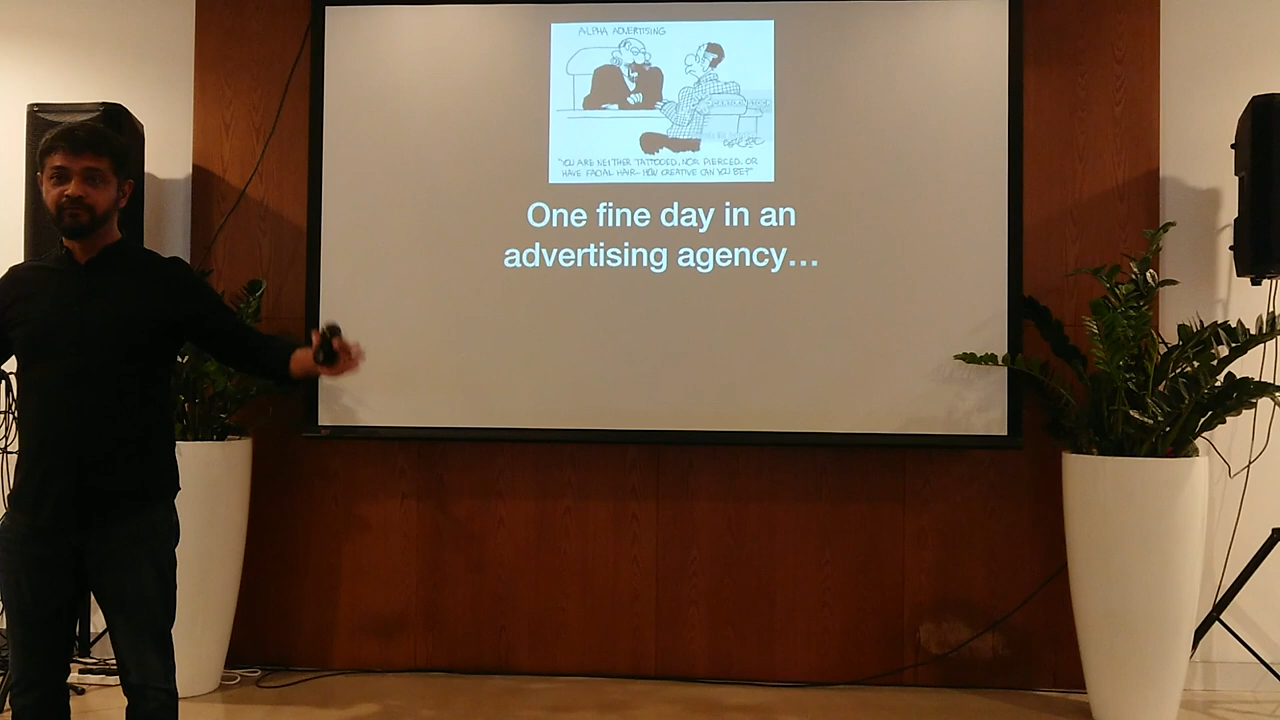 ALPHA ADVERTISING
CARTOONSTOCK
"YOU ARE NEITHER TATTOOED, NOR PIERCED, OR
HAVE FACIAL HAIR- HOW CREATIVE CAN YOU BE?"
One fine day in an
advertising agency...